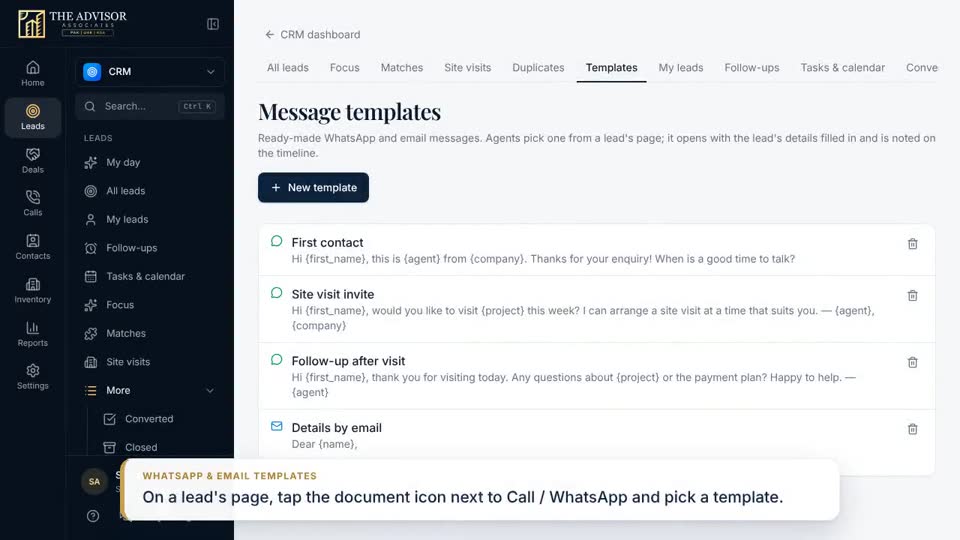 THE ADVISOR
ASSOCIATES
Home
Leads
Deals
Calls
Contacts
Inventory
Reports
Settings
CRM
Search... Ctrl K
LEADS
My day
All leads
My leads
Follow-ups
Tasks & calendar
Focus
Matches
Site visits
More
Converted
Closed
SA
CRM dashboard
All leads Focus Matches Site visits Duplicates Templates My leads Follow-ups Tasks & calendar Conve
Message templates
Ready-made WhatsApp and email messages. Agents pick one from a lead's page; it opens with the lead's details filled in and is noted on
the timeline.
New template
First contact
Hi {first_name}, this is {agent} from {company}. Thanks for your enquiry! When is a good time to talk?
Site visit invite
Hi {first_name}, would you like to visit {project} this week? I can arrange a site visit at a time that suits you. — {agent},
{company}
Follow-up after visit
Hi {first_name}, thank you for visiting today. Any questions about {project} or the payment plan? Happy to help. —
{agent}
Details by email
Dear {name},
WHATSAPP & EMAIL TEMPLATES
On a lead's page, tap the document icon next to Call / WhatsApp and pick a template.